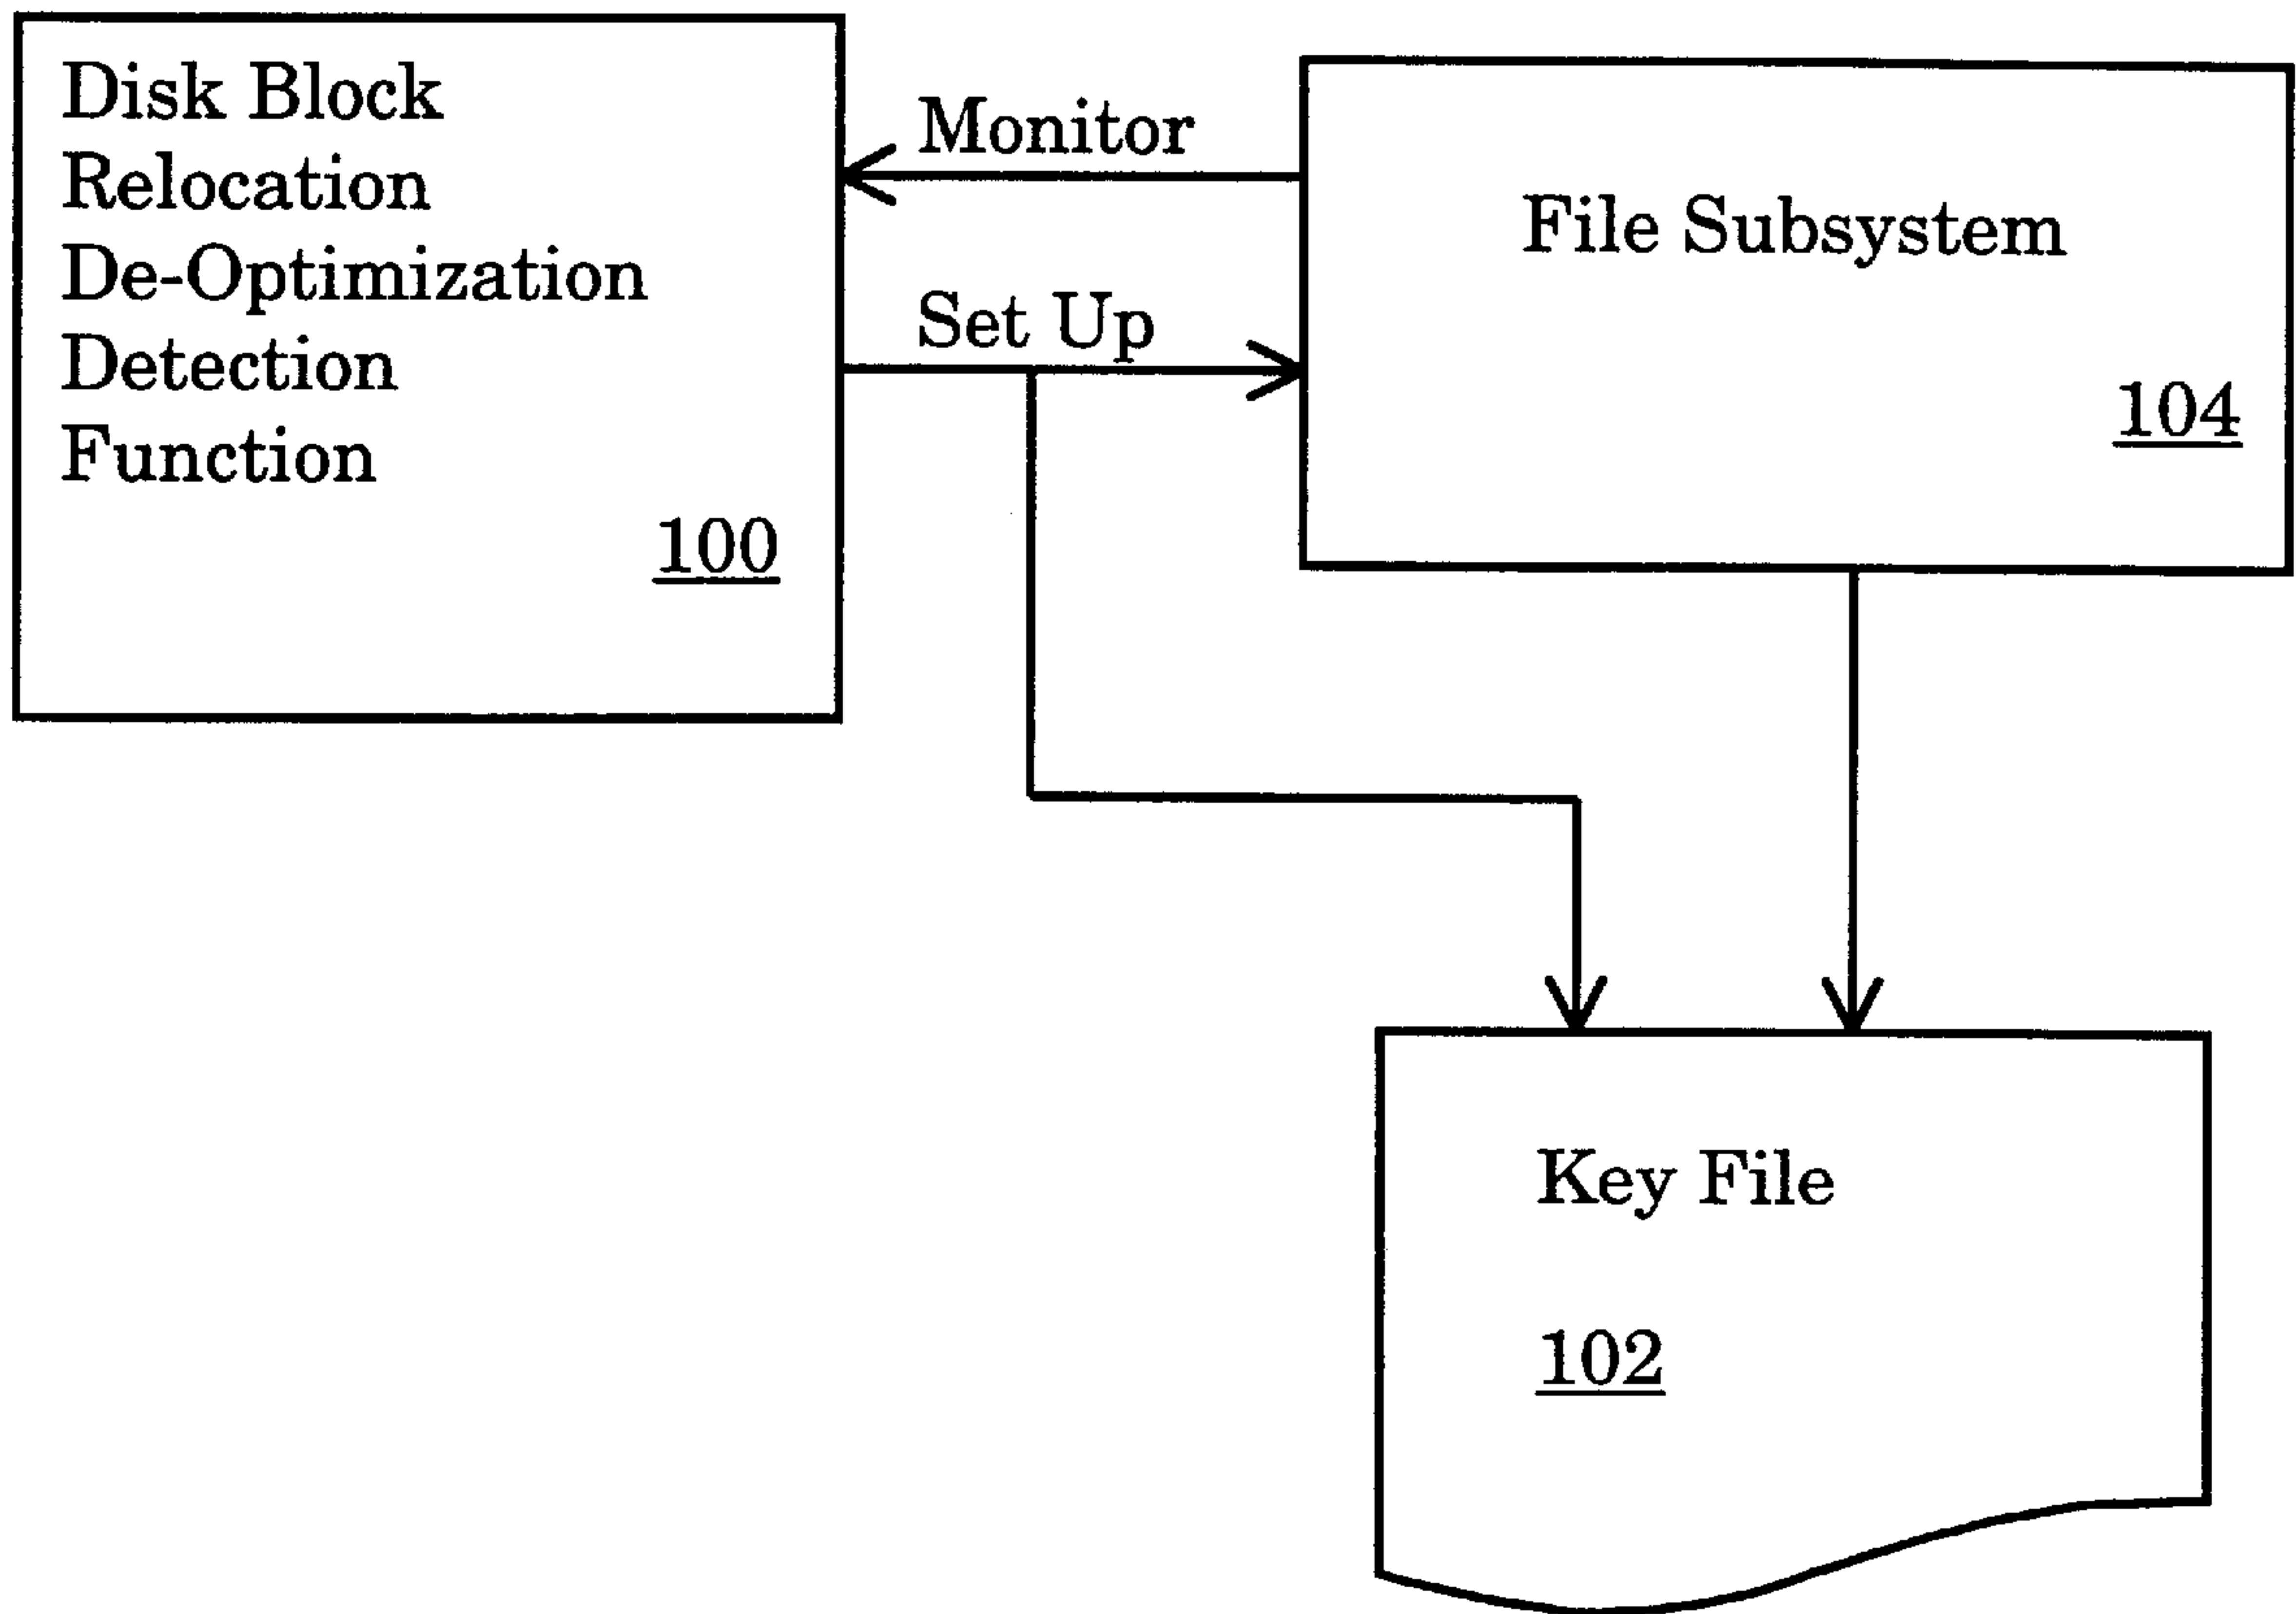 Disk Block
Relocation
De-Optimization
Detection
Function
100
Monitor
Set Up
File Subsystem
104
Key File
102